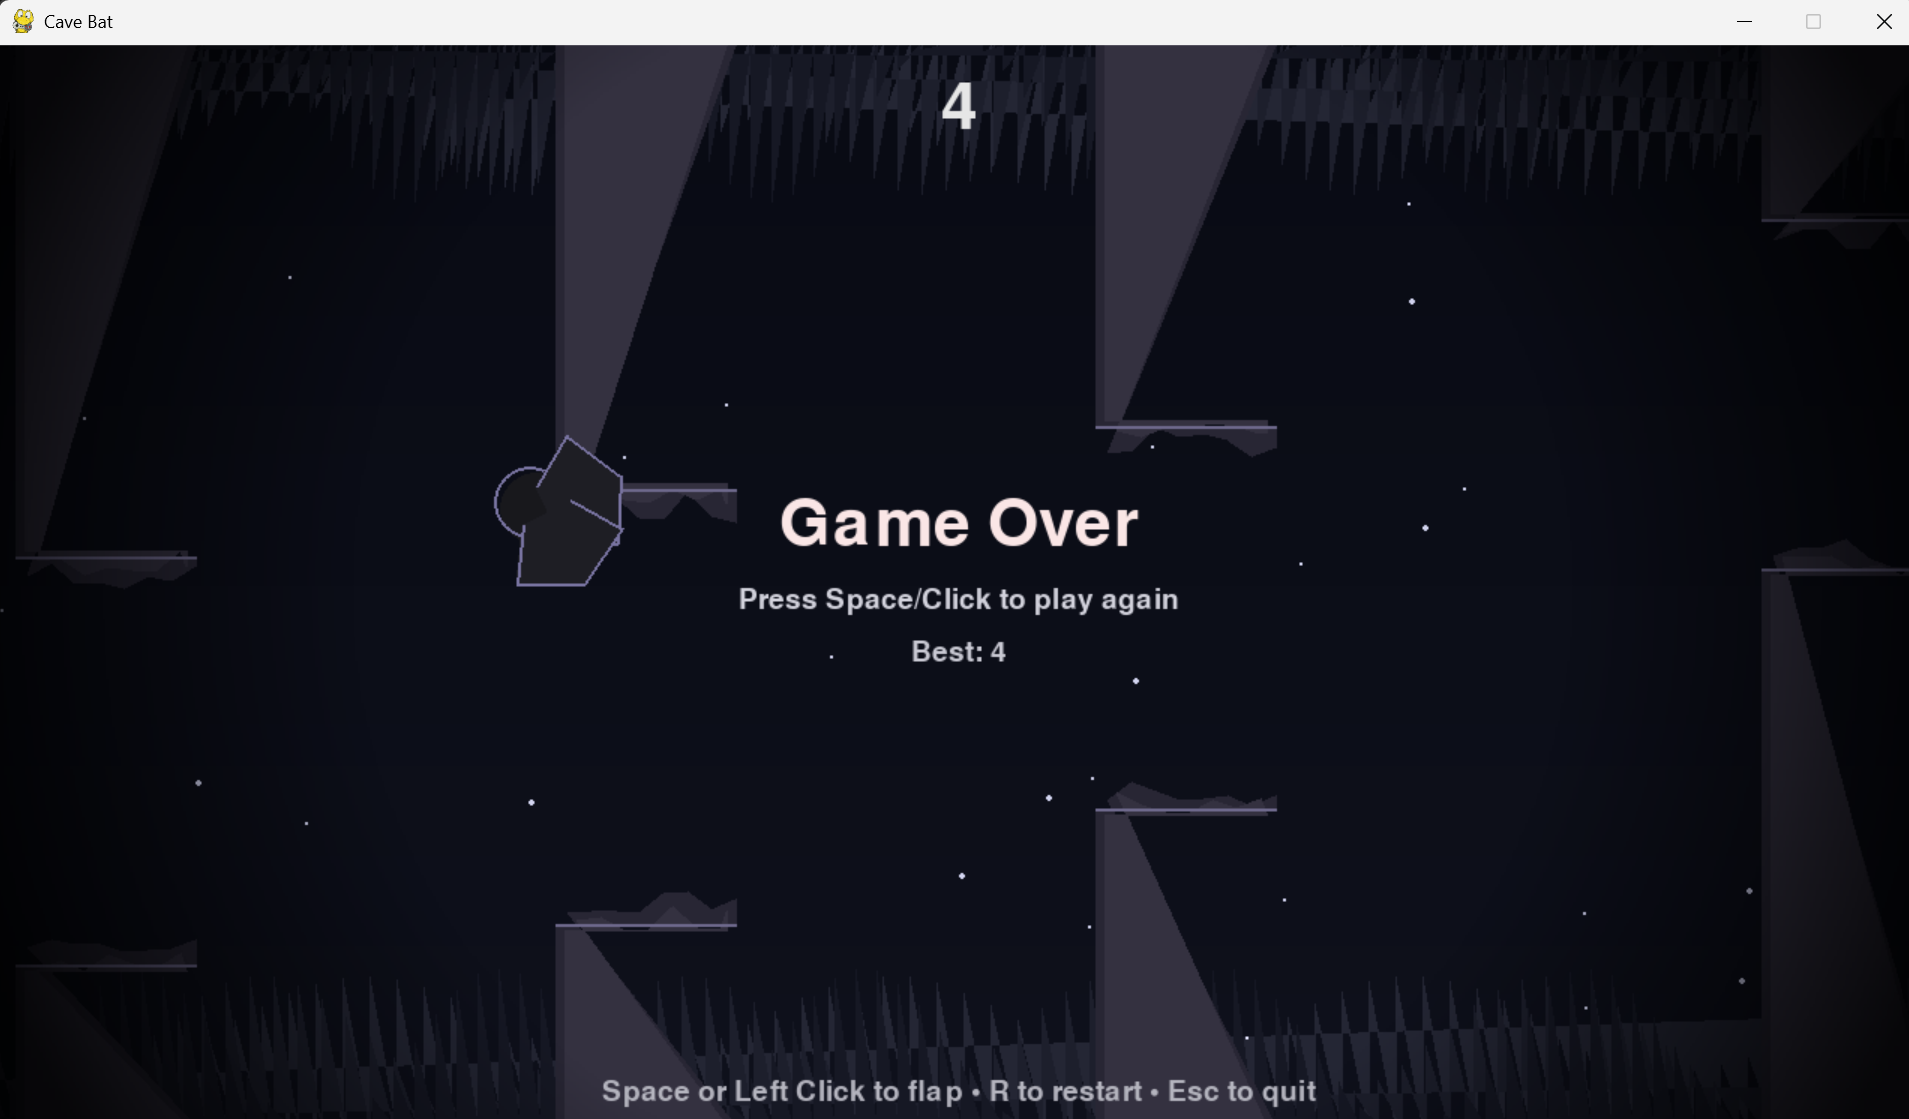 Cave Bat
4
Game Over
Press Space/Click to play again
Best: 4
Space or Left Click to flap • R to restart • Esc to quit